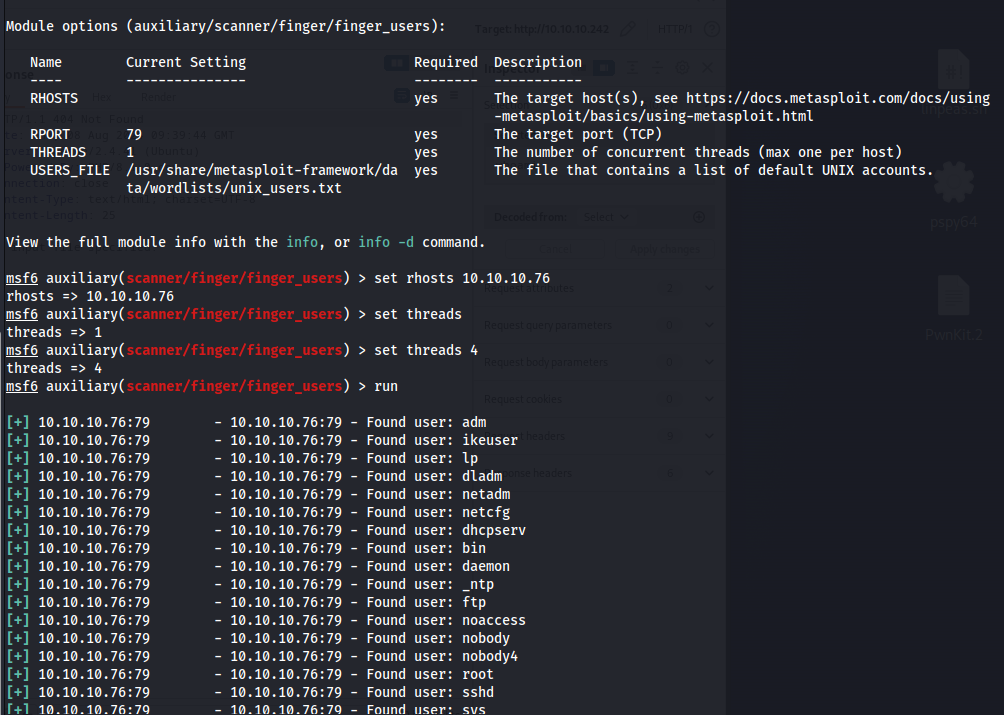 Module options (auxiliary/scanner/finger/finger_users):
Name Current Setting Required Description
---- --------------- -------- -----------
RHOSTS yes The target host(s), see https://docs.metasploit.com/docs/using
-metasploit/basics/using-metasploit.html
RPORT 79 yes The target port (TCP)
THREADS 1 yes The number of concurrent threads (max one per host)
USERS_FILE /usr/share/metasploit-framework/da yes The file that contains a list of default UNIX accounts.
ta/wordlists/unix_users.txt
View the full module info with the info, or info -d command.
msf6 auxiliary(scanner/finger/finger_users) > set rhosts 10.10.10.76
rhosts => 10.10.10.76
msf6 auxiliary(scanner/finger/finger_users) > set threads
threads => 1
msf6 auxiliary(scanner/finger/finger_users) > set threads 4
threads => 4
msf6 auxiliary(scanner/finger/finger_users) > run
[+] 10.10.10.76:79 - 10.10.10.76:79 - Found user: adm
[+] 10.10.10.76:79 - 10.10.10.76:79 - Found user: ikeuser
[+] 10.10.10.76:79 - 10.10.10.76:79 - Found user: lp
[+] 10.10.10.76:79 - 10.10.10.76:79 - Found user: dladm
[+] 10.10.10.76:79 - 10.10.10.76:79 - Found user: netadm
[+] 10.10.10.76:79 - 10.10.10.76:79 - Found user: netcfg
[+] 10.10.10.76:79 - 10.10.10.76:79 - Found user: dhcpserv
[+] 10.10.10.76:79 - 10.10.10.76:79 - Found user: bin
[+] 10.10.10.76:79 - 10.10.10.76:79 - Found user: daemon
[+] 10.10.10.76:79 - 10.10.10.76:79 - Found user: _ntp
[+] 10.10.10.76:79 - 10.10.10.76:79 - Found user: ftp
[+] 10.10.10.76:79 - 10.10.10.76:79 - Found user: noaccess
[+] 10.10.10.76:79 - 10.10.10.76:79 - Found user: nobody
[+] 10.10.10.76:79 - 10.10.10.76:79 - Found user: nobody4
[+] 10.10.10.76:79 - 10.10.10.76:79 - Found user: root
[+] 10.10.10.76:79 - 10.10.10.76:79 - Found user: sshd
[+] 10.10.10.76:79 - 10.10.10.76:79 - Found user: sys
Target: http://10.10.10.242
Decoded from: Select
Apply changes
Request query parameters
Request body parameters
Request cookies
pspy64
PwnKit.2